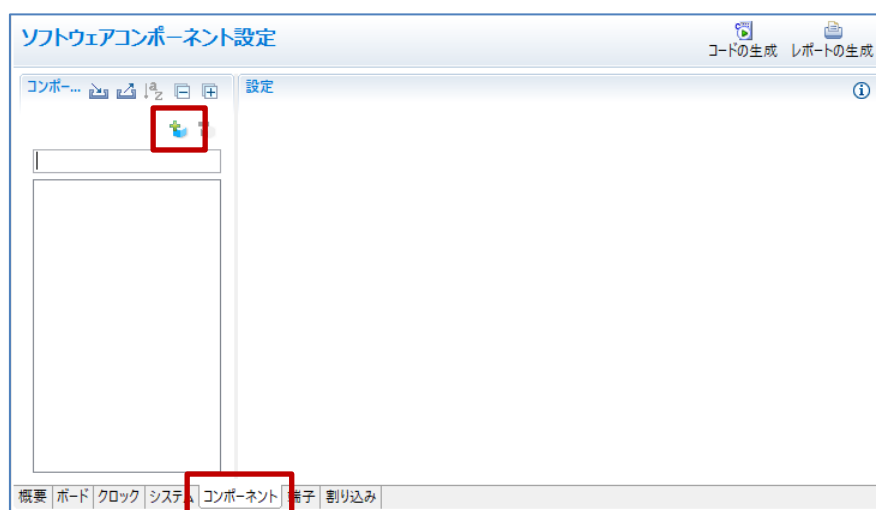 ソフトウェアコンポーネント設定
コードの生成 レポートの生成
コンポー... 設定
概要 ボード クロック システム コンポーネント 端子 割り込み